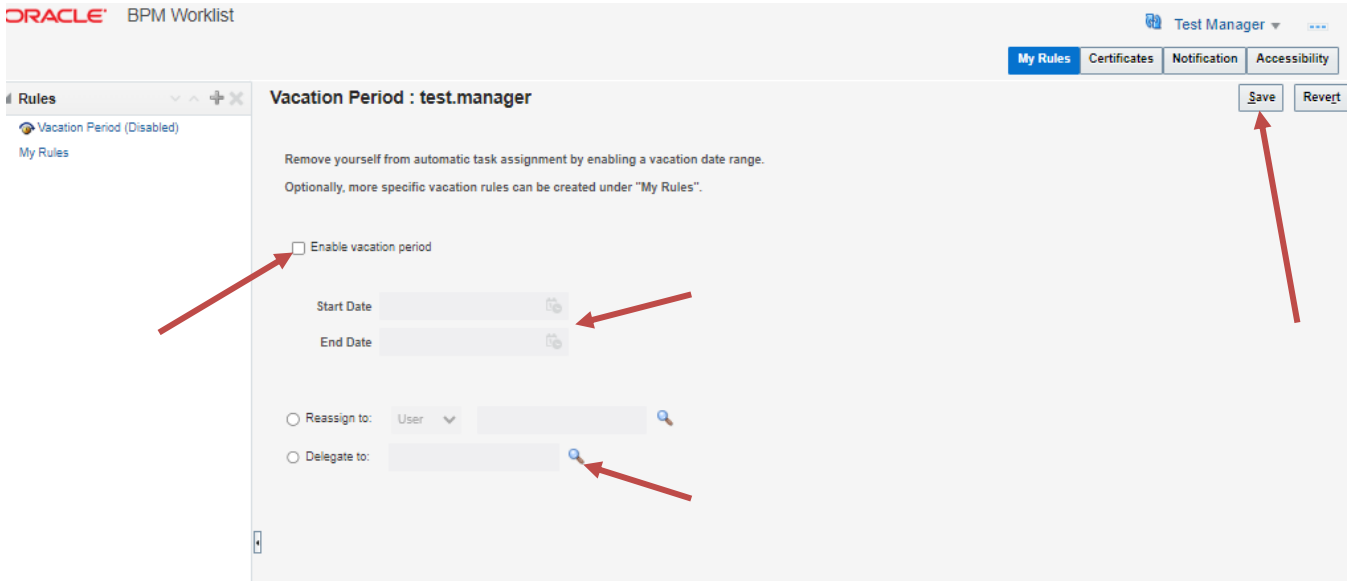 ORACLE BPM Worklist
Test Manager
My Rules Certificates Notification Accessibility
Rules
Vacation Period (Disabled)
My Rules
Vacation Period : test.manager
Save Revert
Remove yourself from automatic task assignment by enabling a vacation date range.
Optionally, more specific vacation rules can be created under "My Rules".
Enable vacation period
Start Date
End Date
Reassign to: User
Delegate to: